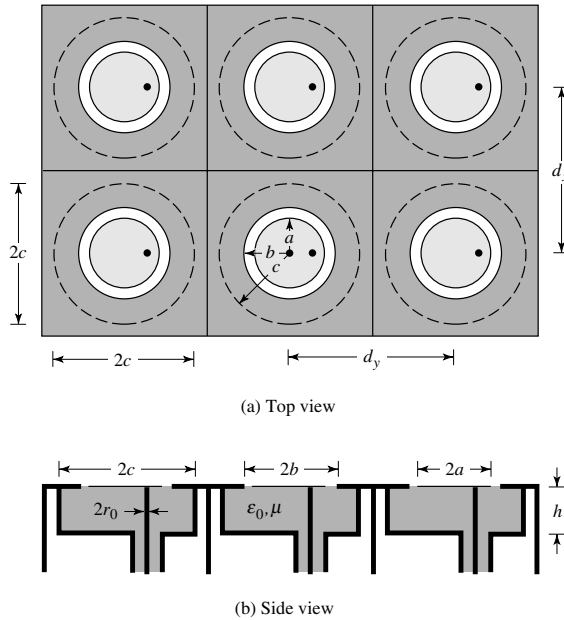 d
2c
a
b
c
2c
d_y
(a) Top view
2c
2b
2a
2r_0
ε_0, μ
h
(b) Side view